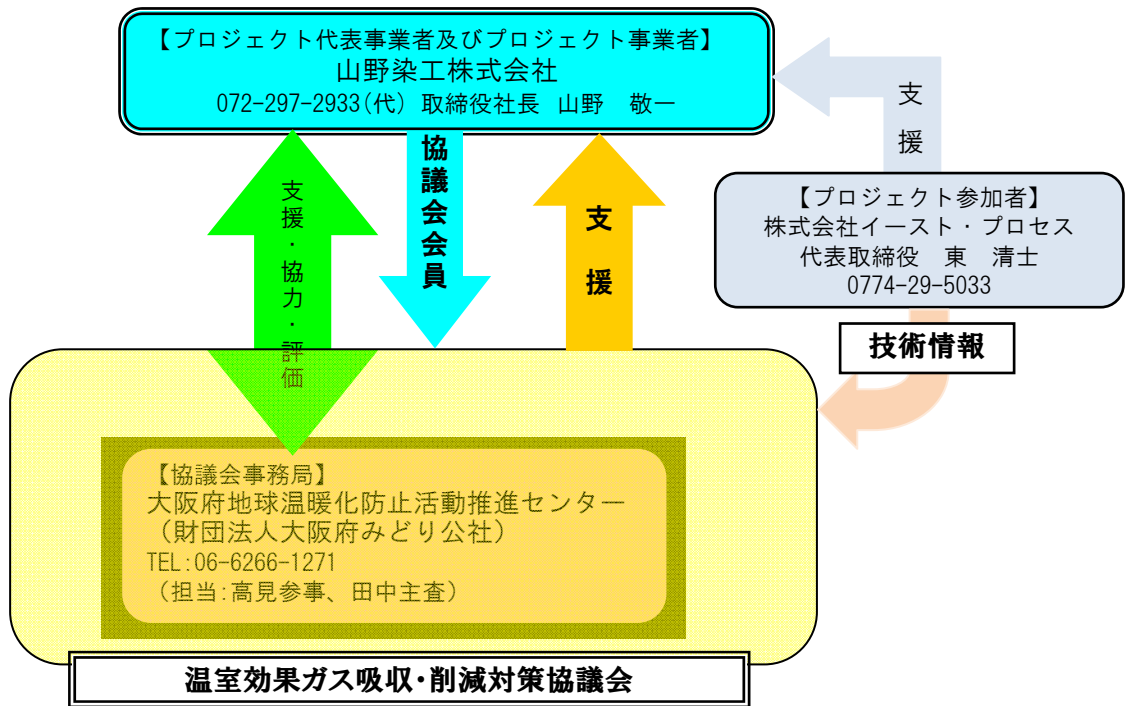 【プロジェクト代表事業者及びプロジェクト事業者】
山野染工株式会社
072-297-2933(代) 取締役社長 山野 敬一
支援・協力・評価
協議会会員
支援
支援
【プロジェクト参加者】
株式会社イースト・プロセス
代表取締役 東 清士
0774-29-5033
技術情報
【協議会事務局】
大阪府地球温暖化防止活動推進センター
(財団法人大阪府みどり公社)
TEL:06-6266-1271
(担当:高見参事、田中主査)
温室効果ガス吸収・削減対策協議会